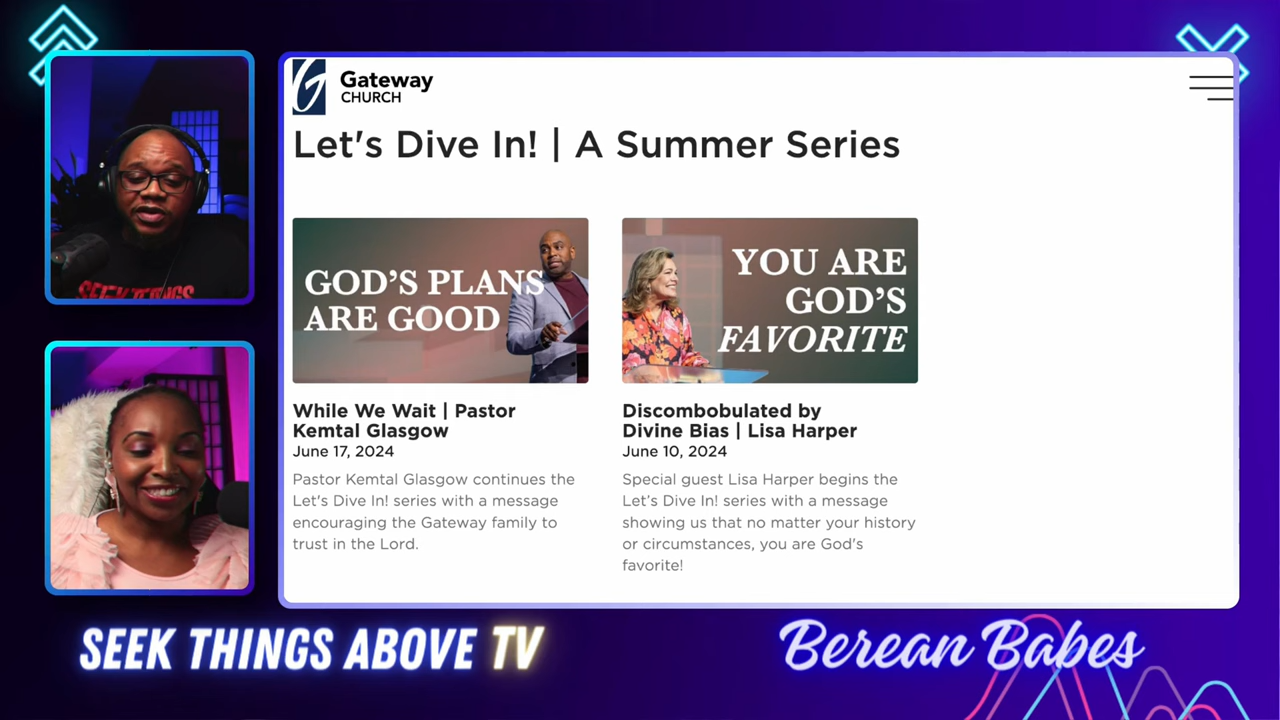 Gateway
CHURCH
Let's Dive In! | A Summer Series
GOD'S PLANS
ARE GOOD
While We Wait | Pastor
Kemtal Glasgow
June 17, 2024
Pastor Kemtal Glasgow continues the
Let's Dive In! series with a message
encouraging the Gateway family to
trust in the Lord.
YOU ARE
GOD'S
FAVORITE
Discombobulated by
Divine Bias | Lisa Harper
June 10, 2024
Special guest Lisa Harper begins the
Let's Dive In! series with a message
showing us that no matter your history
or circumstances, you are God's
favorite!
SEEK THINGS
SEEK THINGS ABOVE TV
Berean Babes